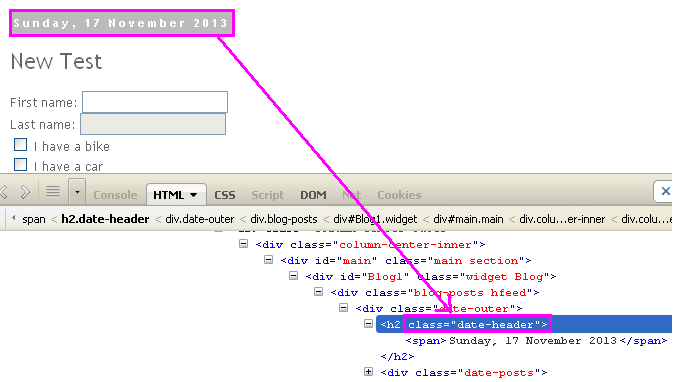 Sunday, 17 November 2013
New Test
First name:
Last name:
I have a bike
I have a car
Console HTML CSS Script DOM Net Cookies
span < h2.date-header < div.date-outer < div.blog-posts < div#Blog1.widget < div#main.main < div.colu...er-inner < div.colu...e
<div class="column-center-inner">
<div id="main" class="main section">
<div id="Blog1" class="widget Blog">
<div class="blog-posts hfeed">
<div class="date-outer">
<h2 class="date-header">
<span>Sunday, 17 November 2013</span>
</h2>
<div class="date-posts">